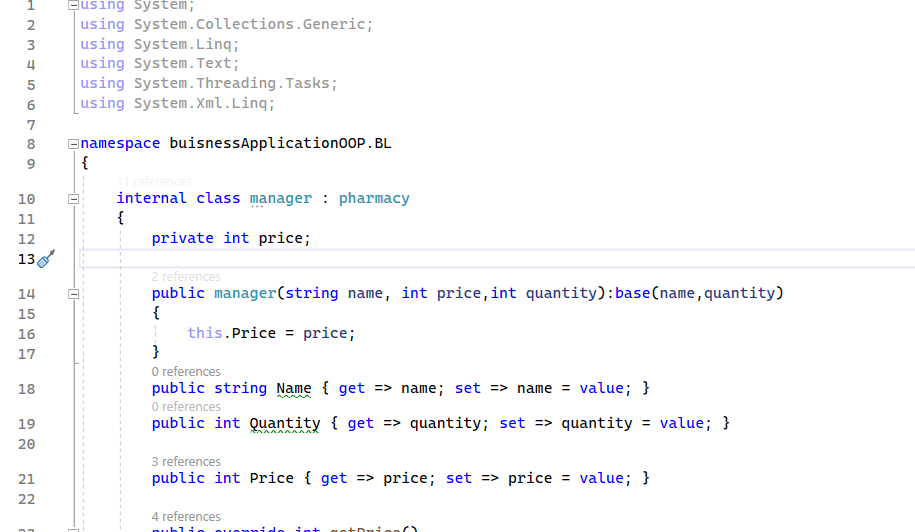 1 using System;
2 using System.Collections.Generic;
3 using System.Linq;
4 using System.Text;
5 using System.Threading.Tasks;
6 using System.Xml.Linq;
7
8 namespace buisnessApplicationOOP.BL
9 {
11 references
10 internal class manager : pharmacy
11 {
12 private int price;
13
2 references
14 public manager(string name, int price,int quantity):base(name,quantity)
15 {
16 this.Price = price;
17 }
0 references
18 public string Name { get => name; set => name = value; }
0 references
19 public int Quantity { get => quantity; set => quantity = value; }
20
3 references
21 public int Price { get => price; set => price = value; }
22
4 references
23 public override int getPrice()